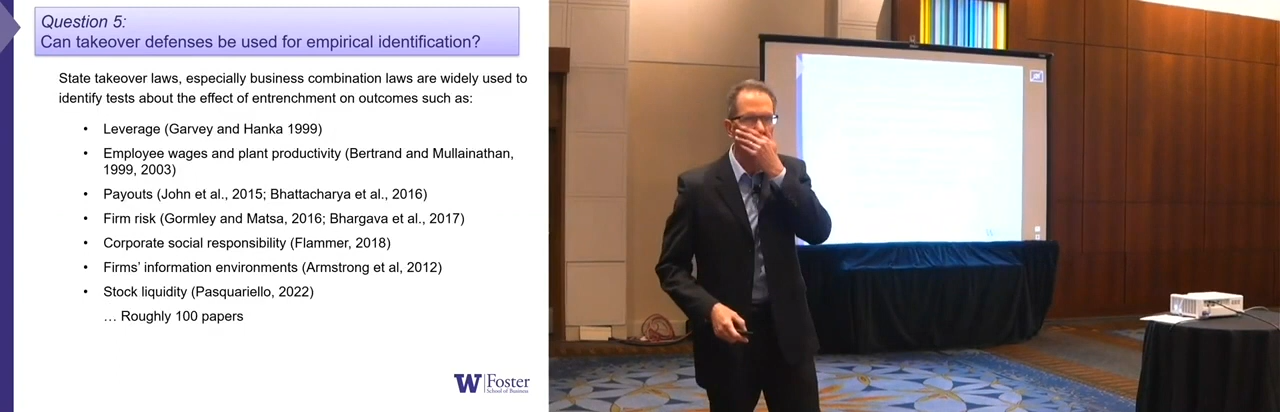 Question 5:
Can takeover defenses be used for empirical identification?
State takeover laws, especially business combination laws are widely used to
identify tests about the effect of entrenchment on outcomes such as:
• Leverage (Garvey and Hanka 1999)
• Employee wages and plant productivity (Bertrand and Mullainathan,
1999, 2003)
• Payouts (John et al., 2015; Bhattacharya et al., 2016)
• Firm risk (Gormley and Matsa, 2016; Bhargava et al., 2017)
• Corporate social responsibility (Flammer, 2018)
• Firms' information environments (Armstrong et al, 2012)
• Stock liquidity (Pasquariello, 2022)
… Roughly 100 papers
W Foster
School of Business
W